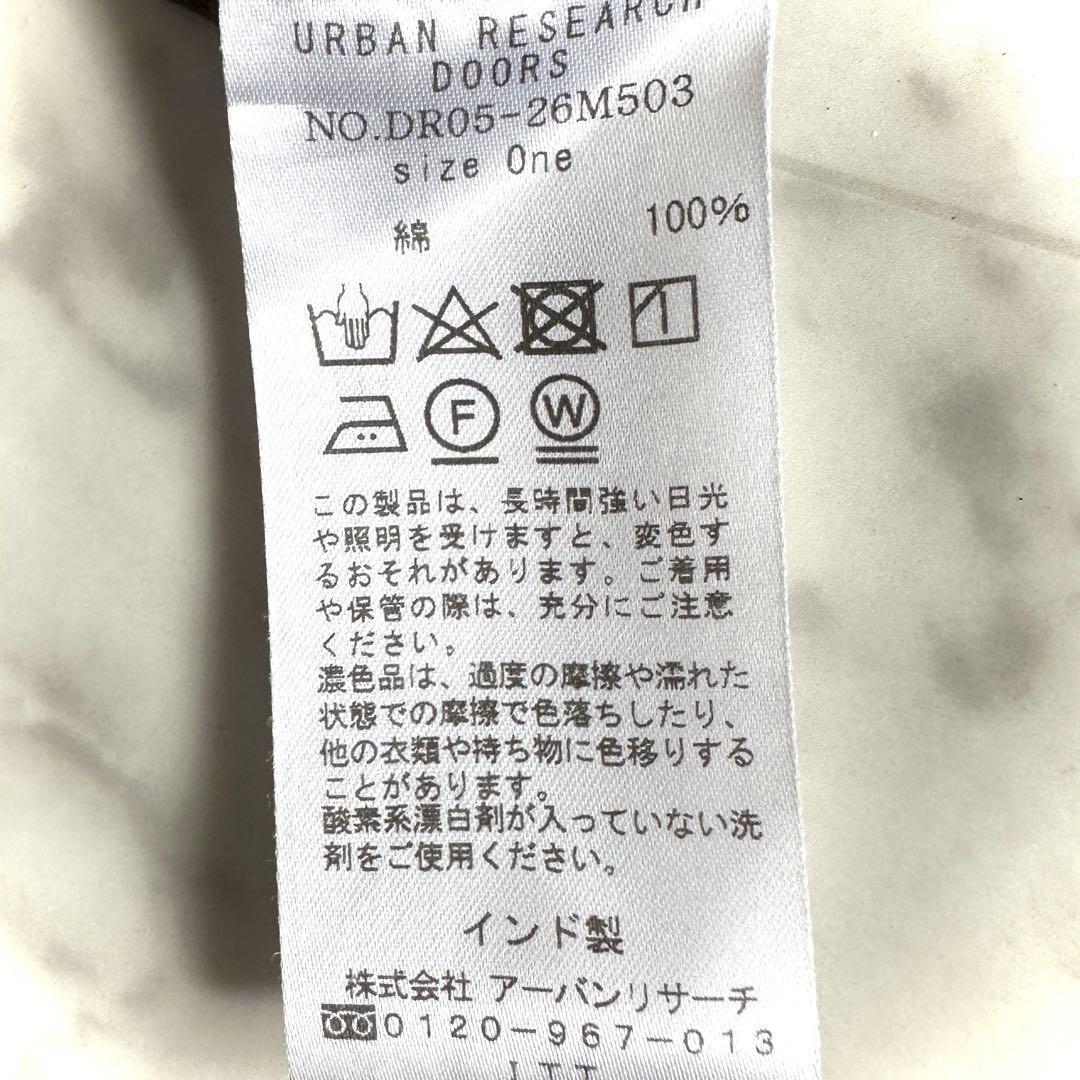 URBAN RESEARCH
DOORS
NO.DR05-26M503
size One
綿 100%
1
F W
この製品は、長時間強い日光
や照明を受けますと、変色す
るおそれがあります。ご着用
や保管の際は、充分にご注意
ください。
濃色品は、過度の摩擦や濡れた
状態での摩擦で色落ちしたり、
他の衣類や持ち物に色移りする
ことがあります。
酸素系漂白剤が入っていない洗
剤をご使用ください。
インド製
株式会社 アーバンリサーチ
0120-967-013